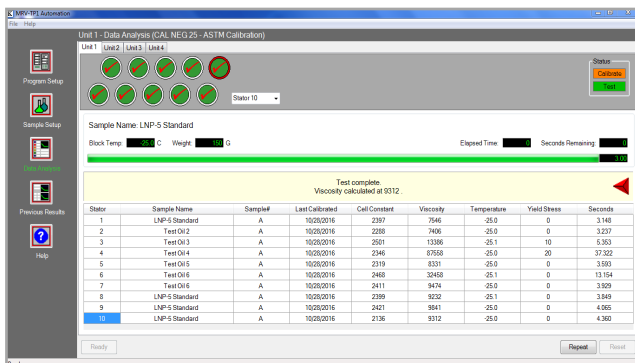 MRV-TP1 Automation
File Help
Unit 1 - Data Analysis (CAL NEG 25 - ASTM Calibration)
Unit 1 Unit 2 Unit 3 Unit 4
Program Setup
Sample Setup
Data Analysis
Previous Results
Help
Stator 10
Status
Calibrate
Test
Sample Name: LNP-5 Standard
Block Temp: -25.0 C Weight: 150 G Elapsed Time: 0 Seconds Remaining: 0
3.00
Test complete.
Viscosity calculated at 9312 .
Stator Sample Name Sample# Last Calibrated Cell Constant Viscosity Temperature Yield Stress Seconds
1 LNP-5 Standard A 10/28/2016 2397 7546 -25.0 0 3.148
2 Test Oil 2 A 10/28/2016 2288 7406 -25.0 0 3.237
3 Test Oil 3 A 10/28/2016 2501 13386 -25.1 10 5.353
4 Test Oil 4 A 10/28/2016 2346 87558 -25.0 20 37.322
5 Test Oil 5 A 10/28/2016 2319 8331 -25.0 0 3.593
6 Test Oil 6 A 10/28/2016 2468 32458 -25.1 10 13.154
7 Test Oil 6 A 10/28/2016 2411 9474 -25.0 0 3.929
8 LNP-5 Standard A 10/28/2016 2399 9232 -25.1 0 3.849
9 LNP-5 Standard A 10/28/2016 2421 9841 -25.0 0 4.065
10 LNP-5 Standard A 10/28/2016 2136 9312 -25.0 0 4.360
Ready Repeat Reset